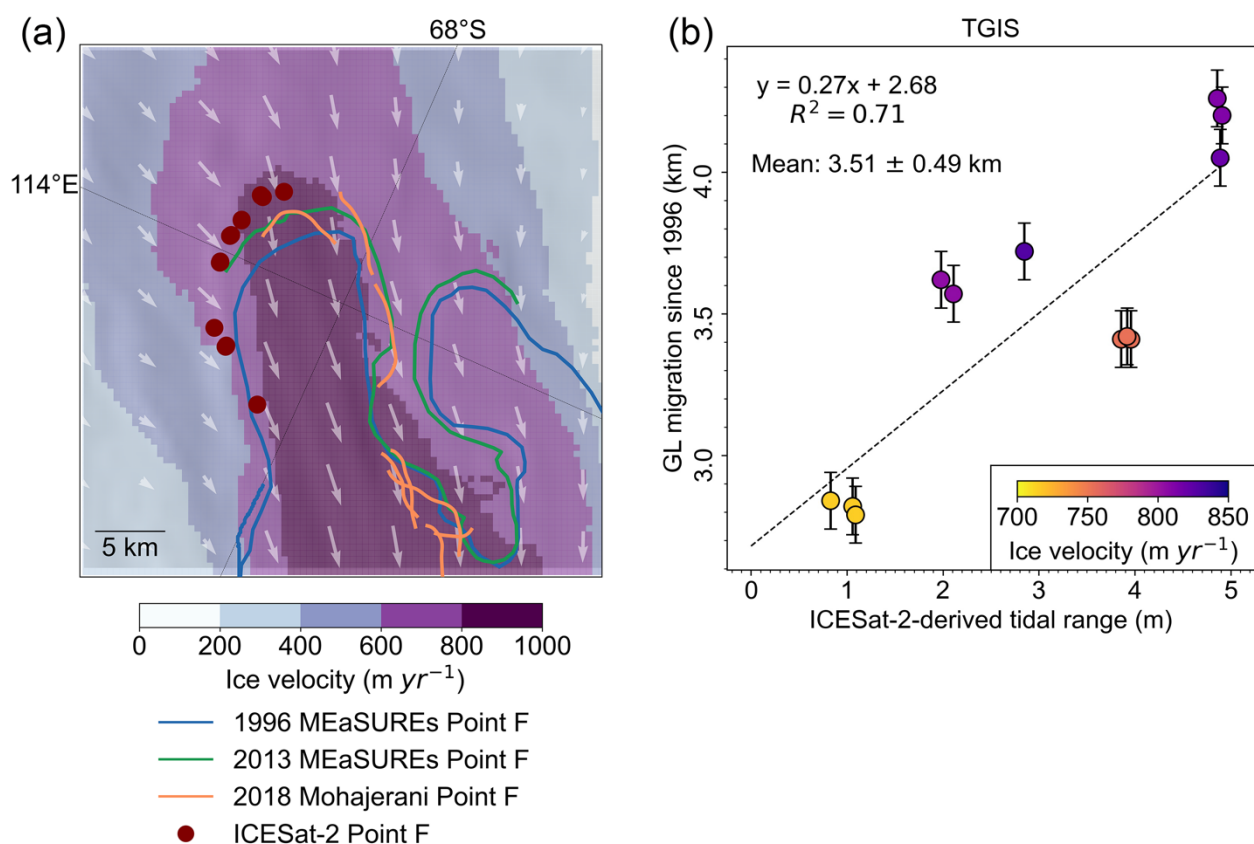 (a)
68°S
114°E
5 km
0 200 400 600 800 1000
Ice velocity (m yr⁻¹)
1996 MEaSUREs Point F
2013 MEaSUREs Point F
2018 Mohajerani Point F
ICESat-2 Point F
(b)
TGIS
y = 0.27x + 2.68
R² = 0.71
Mean: 3.51 ± 0.49 km
GL migration since 1996 (km)
4.0
3.5
3.0
700 750 800 850
Ice velocity (m yr⁻¹)
0 1 2 3 4 5
ICESat-2-derived tidal range (m)